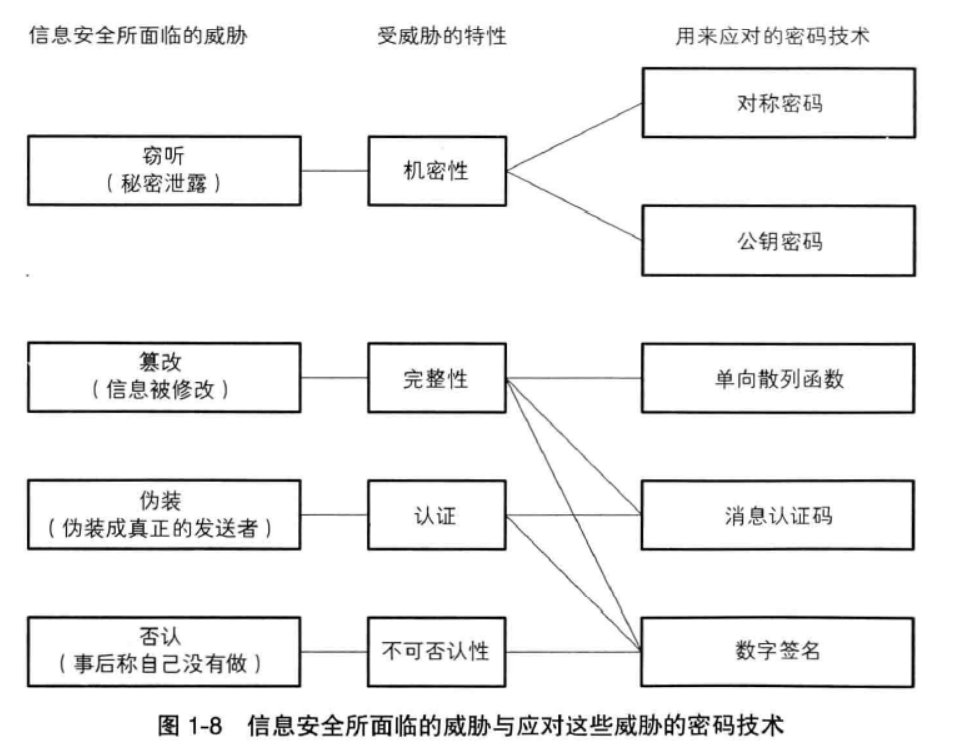 信息安全所面临的威胁
受威胁的特性
用来应对的密码技术
对称密码
窃听
（秘密泄露）
机密性
公钥密码
篡改
（信息被修改）
完整性
单向散列函数
伪装
（伪装成真正的发送者）
认证
消息认证码
否认
（事后称自己没有做）
不可否认性
数字签名
图 1-8 信息安全所面临的威胁与应对这些威胁的密码技术